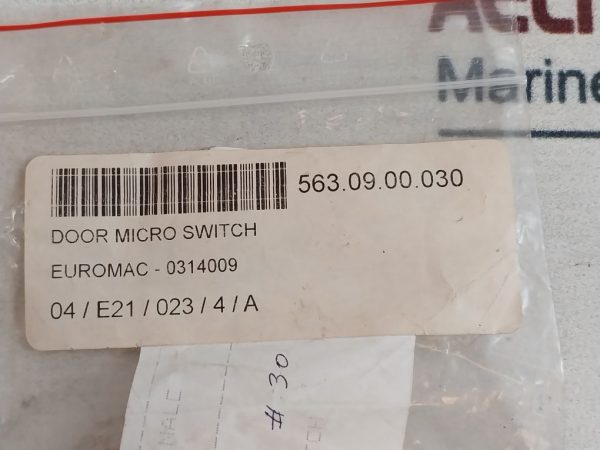 Marine
563.09.00.030
DOOR MICRO SWITCH
EUROMAC - 0314009
04 / E21 / 023 / 4 / A
# 30